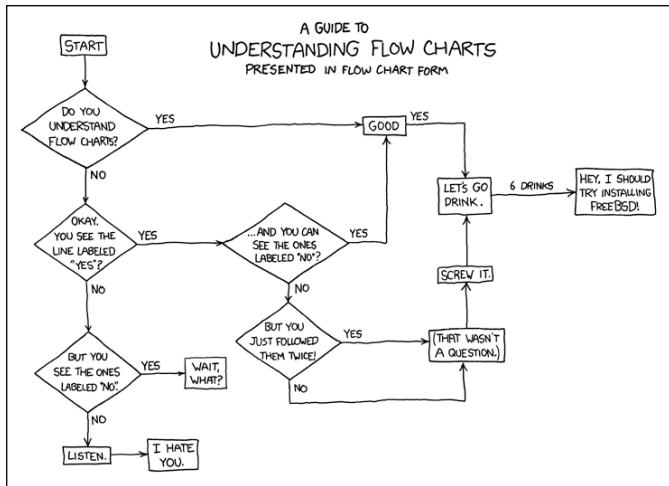 A GUIDE TO
UNDERSTANDING FLOW CHARTS
PRESENTED IN FLOW CHART FORM
START
DO YOU
UNDERSTAND
FLOW CHARTS?
YES
GOOD
YES
NO
LET'S GO
DRINK.
6 DRINKS
HEY, I SHOULD
TRY INSTALLING
FREEBSD!
OKAY.
YOU SEE THE
LINE LABELED
"YES"?
YES
...AND YOU CAN
SEE THE ONES
LABELED "NO"?
YES
NO
NO
SCREW IT.
BUT YOU
JUST FOLLOWED
THEM TWICE!
YES
(THAT WASN'T
A QUESTION.)
NO
BUT YOU
SEE THE ONES
LABELED "NO".
YES
WAIT,
WHAT?
NO
LISTEN.
I HATE
YOU.